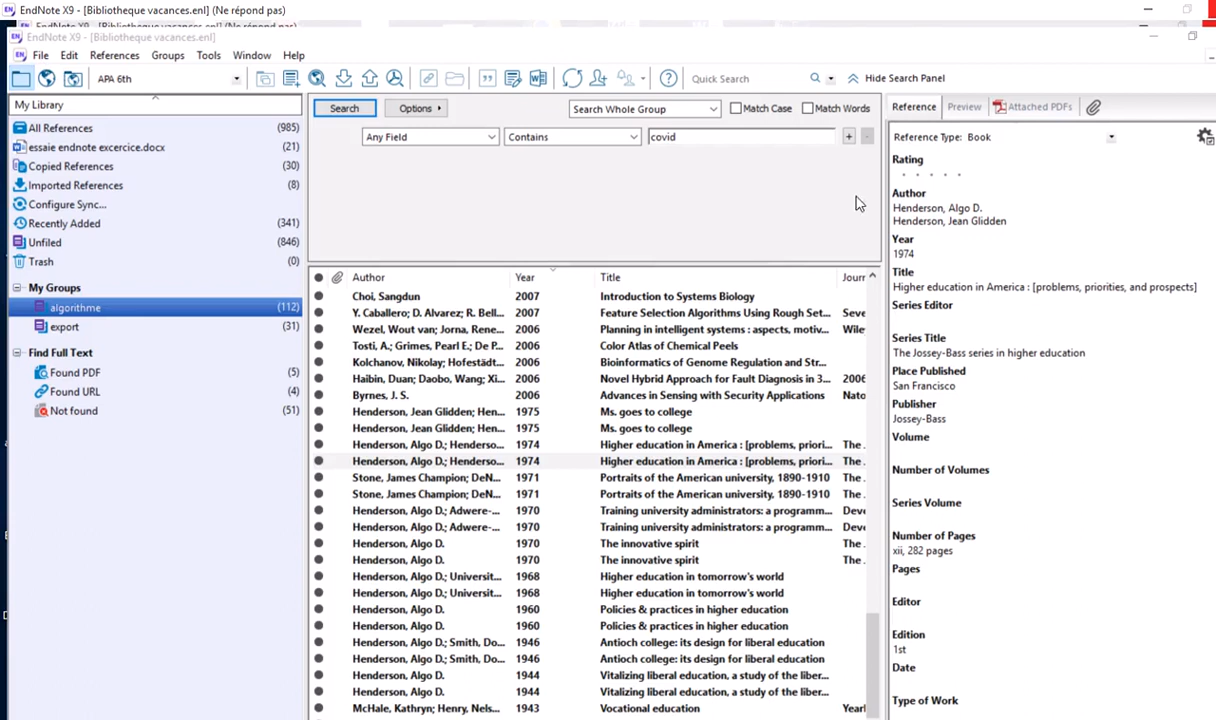 EndNote X9 - [Bibliotheque vacances.enl] (Ne répond pas)
EndNote X9 - [Bibliotheque vacances.enl] (Ne répond pas)
EndNote X9 - [Bibliotheque vacances.enl]
File Edit References Groups Tools Window Help
APA 6th Quick Search Hide Search Panel
My Library
All References (985)
essaie endnote excercice.docx (21)
Copied References (30)
Imported References (8)
Configure Sync...
Recently Added (341)
Unfiled (846)
Trash (0)
My Groups
algorithme (112)
export (31)
Find Full Text
Found PDF (5)
Found URL (4)
Not found (51)
Search Options Search Whole Group Match Case Match Words
Any Field Contains covid + -
Author Year Title Journ
Choi, Sangdun 2007 Introduction to Systems Biology
Y. Caballero; D. Alvarez; R. Bell... 2007 Feature Selection Algorithms Using Rough Set... Seve
Wezel, Wout van; Jorna, Rene... 2006 Planning in intelligent systems : aspects, motiv... Wile
Tosti, A.; Grimes, Pearl E.; De P... 2006 Color Atlas of Chemical Peels
Kolchanov, Nikolay; Hofestädt... 2006 Bioinformatics of Genome Regulation and Str...
Haibin, Duan; Daobo, Wang; Xi... 2006 Novel Hybrid Approach for Fault Diagnosis in 3... 2006
Byrnes, J. S. 2006 Advances in Sensing with Security Applications Nato
Henderson, Jean Glidden; Hen... 1975 Ms. goes to college
Henderson, Jean Glidden; Hen... 1975 Ms. goes to college
Henderson, Algo D.; Henderso... 1974 Higher education in America : [problems, priori... The .
Henderson, Algo D.; Henderso... 1974 Higher education in America : [problems, priori... The .
Stone, James Champion; DeN... 1971 Portraits of the American university, 1890-1910 The .
Stone, James Champion; DeN... 1971 Portraits of the American university, 1890-1910 The .
Henderson, Algo D.; Adwere-... 1970 Training university administrators: a programm... Deve
Henderson, Algo D.; Adwere-... 1970 Training university administrators: a programm... Deve
Henderson, Algo D. 1970 The innovative spirit The .
Henderson, Algo D. 1970 The innovative spirit The .
Henderson, Algo D.; Universit... 1968 Higher education in tomorrow's world
Henderson, Algo D.; Universit... 1968 Higher education in tomorrow's world
Henderson, Algo D. 1960 Policies & practices in higher education
Henderson, Algo D. 1960 Policies & practices in higher education
Henderson, Algo D.; Smith, Do... 1946 Antioch college: its design for liberal education
Henderson, Algo D.; Smith, Do... 1946 Antioch college: its design for liberal education
Henderson, Algo D. 1944 Vitalizing liberal education, a study of the liber...
Henderson, Algo D. 1944 Vitalizing liberal education, a study of the liber...
McHale, Kathryn; Henry, Nels... 1943 Vocational education Yearl
Reference Preview Attached PDFs
Reference Type: Book
Rating
Author
Henderson, Algo D.
Henderson, Jean Glidden
Year
1974
Title
Higher education in America : [problems, priorities, and prospects]
Series Editor
Series Title
The Jossey-Bass series in higher education
Place Published
San Francisco
Publisher
Jossey-Bass
Volume
Number of Volumes
Series Volume
Number of Pages
xii, 282 pages
Pages
Editor
Edition
1st
Date
Type of Work